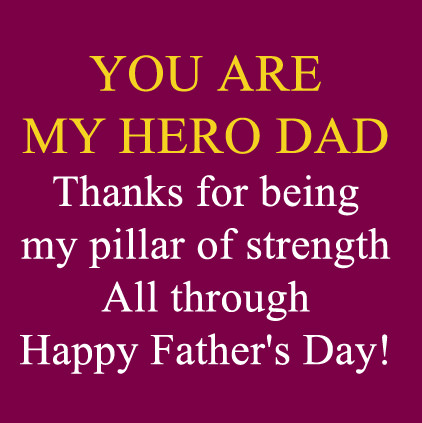 YOU ARE
MY HERO DAD
Thanks for being
my pillar of strength
All through
Happy Father's Day!